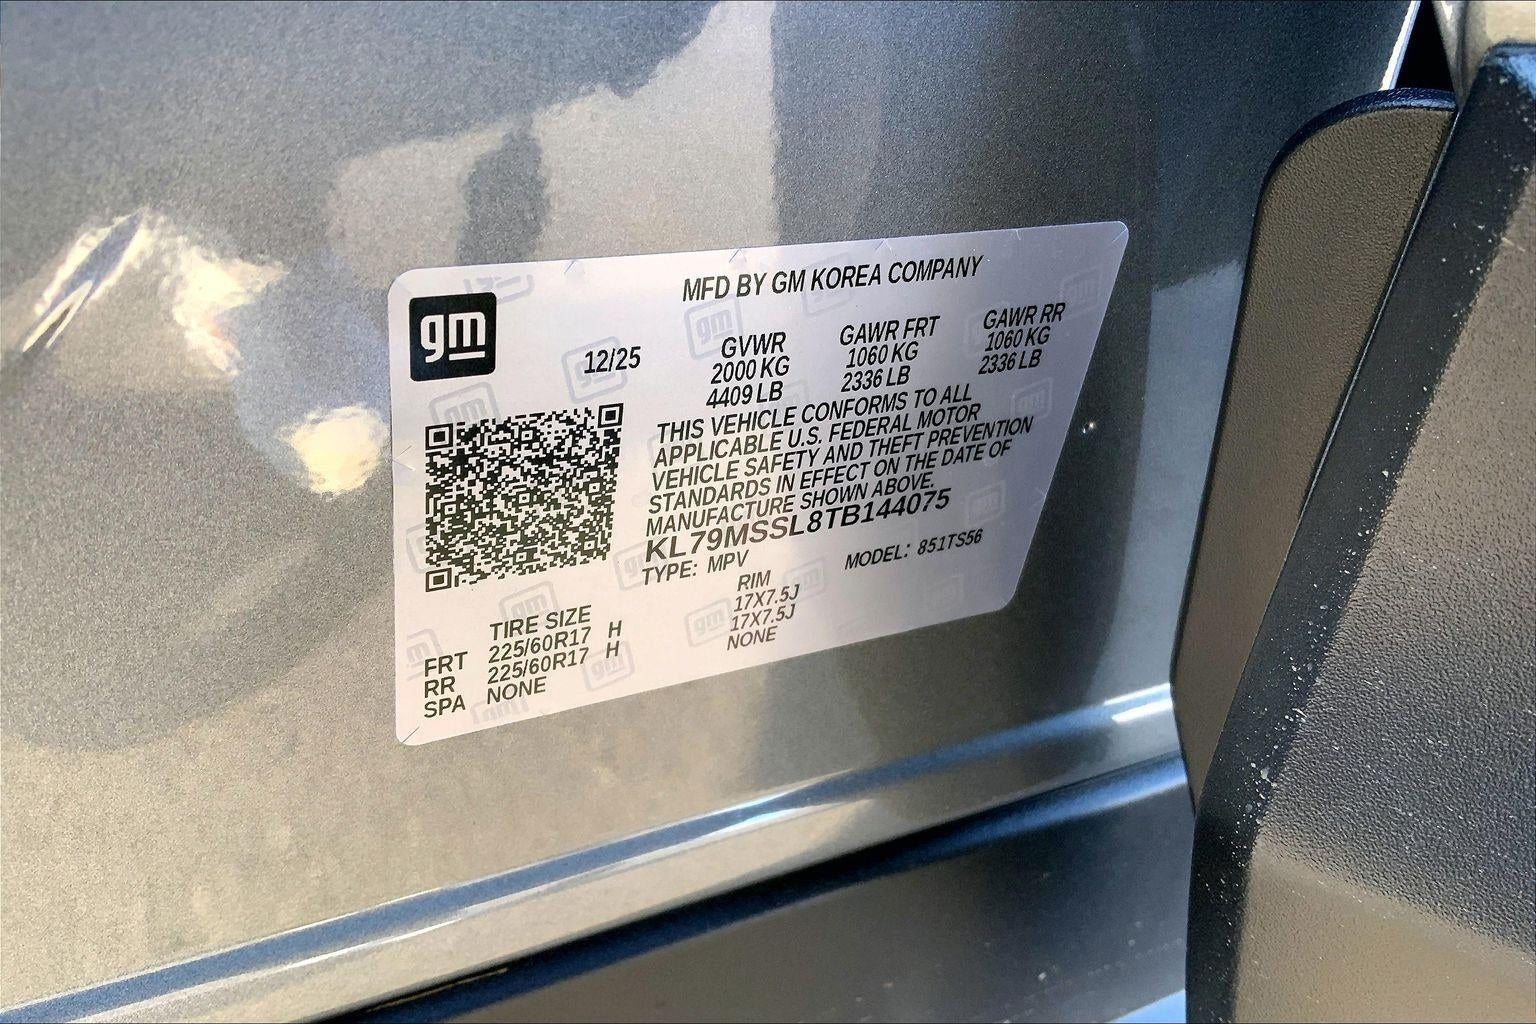 MFD BY GM KOREA COMPANY
gm
12/25
GVWR
2000 KG
4409 LB
GAWR FRT
1060 KG
2336 LB
GAWR RR
1060 KG
2336 LB
THIS VEHICLE CONFORMS TO ALL
APPLICABLE U.S. FEDERAL MOTOR
VEHICLE SAFETY AND THEFT PREVENTION
STANDARDS IN EFFECT ON THE DATE OF
MANUFACTURE SHOWN ABOVE.
KL79MSSL8TB144075
TYPE: MPV MODEL: 851TS56
TIRE SIZE RIM
FRT 225/60R17 H 17X7.5J
RR 225/60R17 H 17X7.5J
SPA NONE NONE